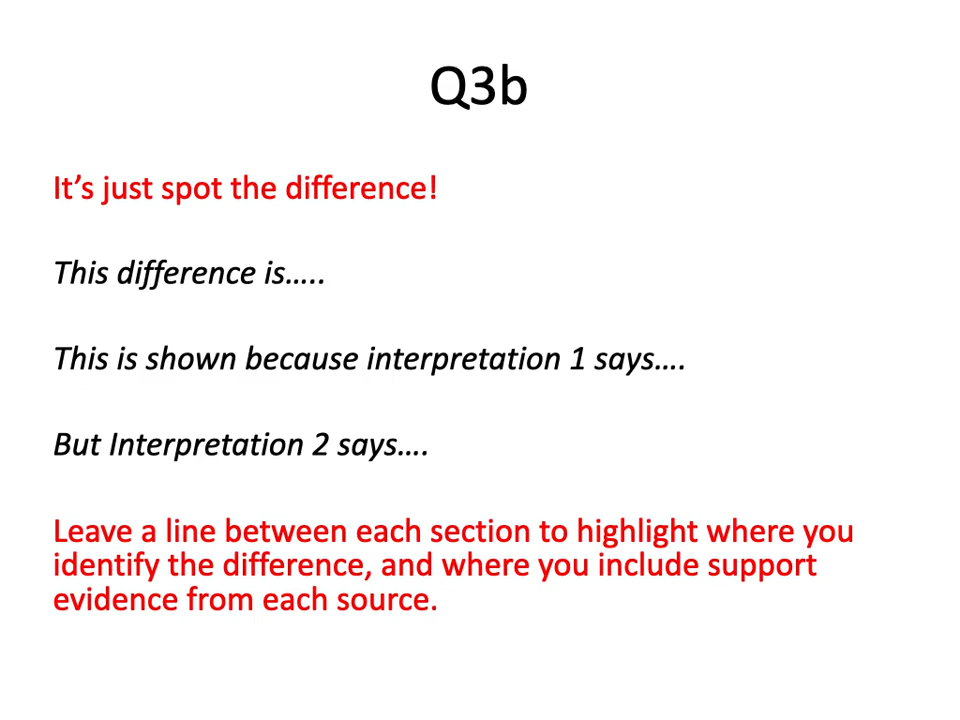 Q3b
It’s just spot the difference!
This difference is…..
This is shown because interpretation 1 says….
But Interpretation 2 says….
Leave a line between each section to highlight where you
identify the difference, and where you include support
evidence from each source.